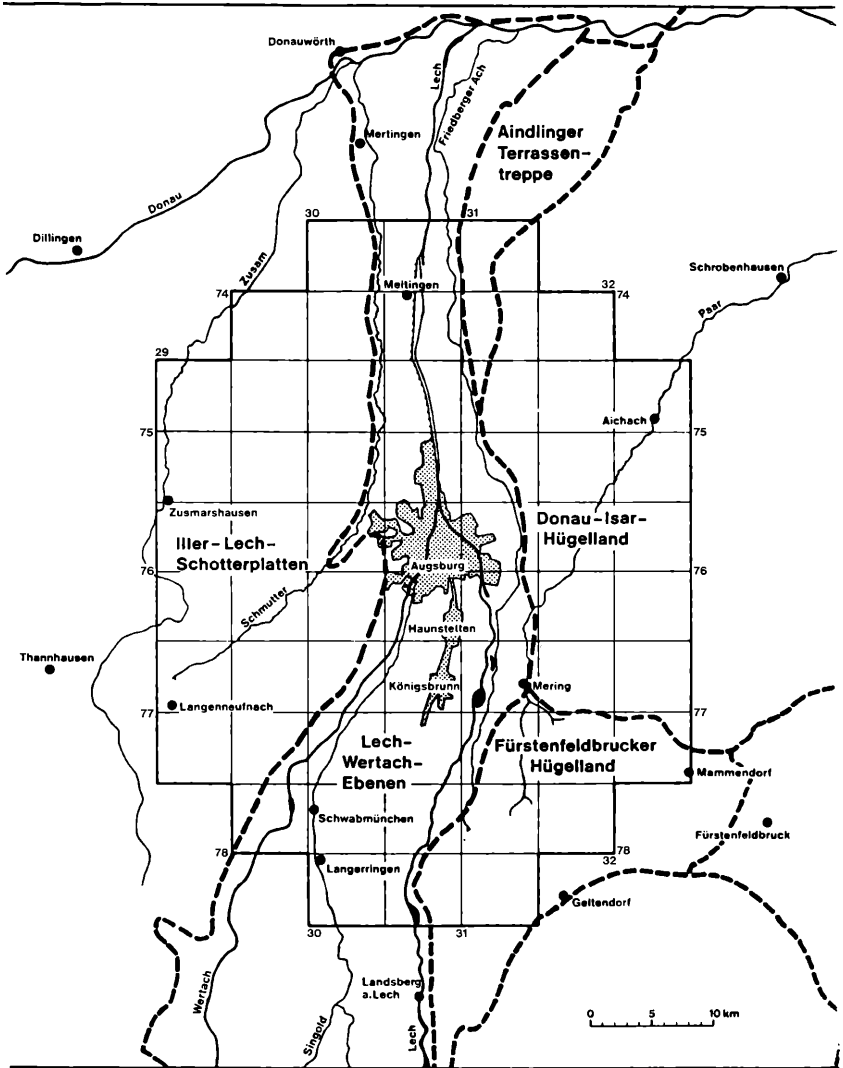 Donauwörth
Lech
Friedberger Ach
Mertingen
Aindlinger
Terrassen-
treppe
Donau
30
31
Dillingen
Zusam
Schrobenhausen
74
Meitingen
32
74
Paar
29
Aichach
75
75
Zusmarshausen
Donau-Isar-
Hügelland
Iller-Lech-
Schotterplatten
76
Augsburg
76
Schmutter
Haunstetten
Thannhausen
Königsbrunn
Mering
Langenneufnach
77
77
Lech-
Wertach-
Ebenen
Fürstenfeldbrucker
Hügelland
Mammendorf
Schwabmünchen
Fürstenfeldbruck
78
78
Langerringen
32
Geltendorf
30
31
Wertach
Landsberg
a.Lech
Singold
Lech
0 5 10 km